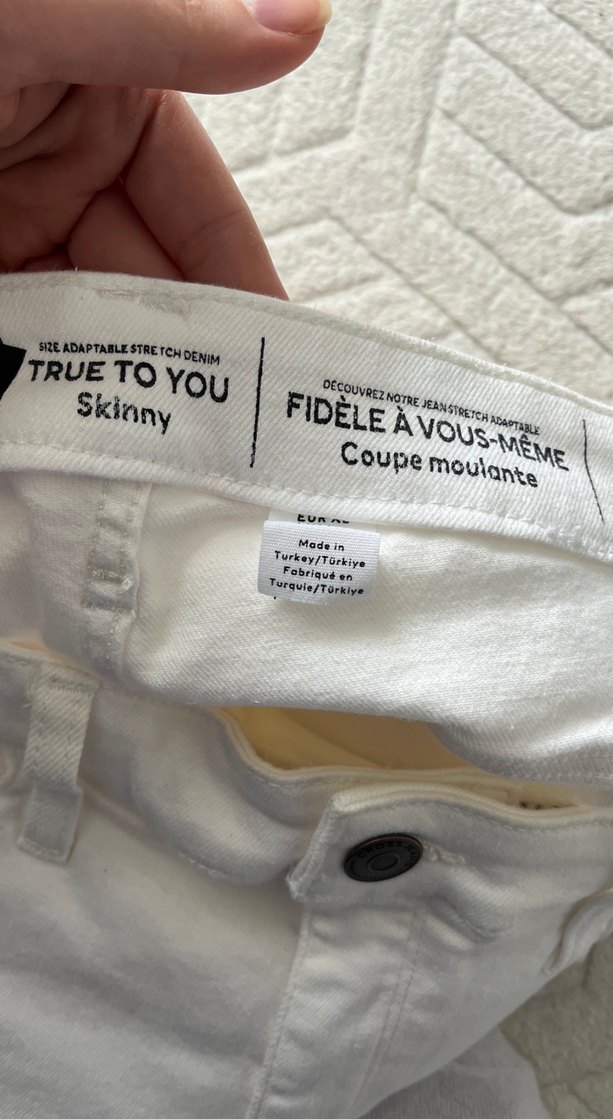 SIZE ADAPTABLE STRETCH DENIM
TRUE TO YOU
Skinny
DÉCOUVREZ NOTRE JEAN STRETCH ADAPTABLE
FIDÈLE À VOUS-MÊME
Coupe moulante
EUR
Made in
Turkey/Türkiye
Fabriqué en
Turquie/Türkiye